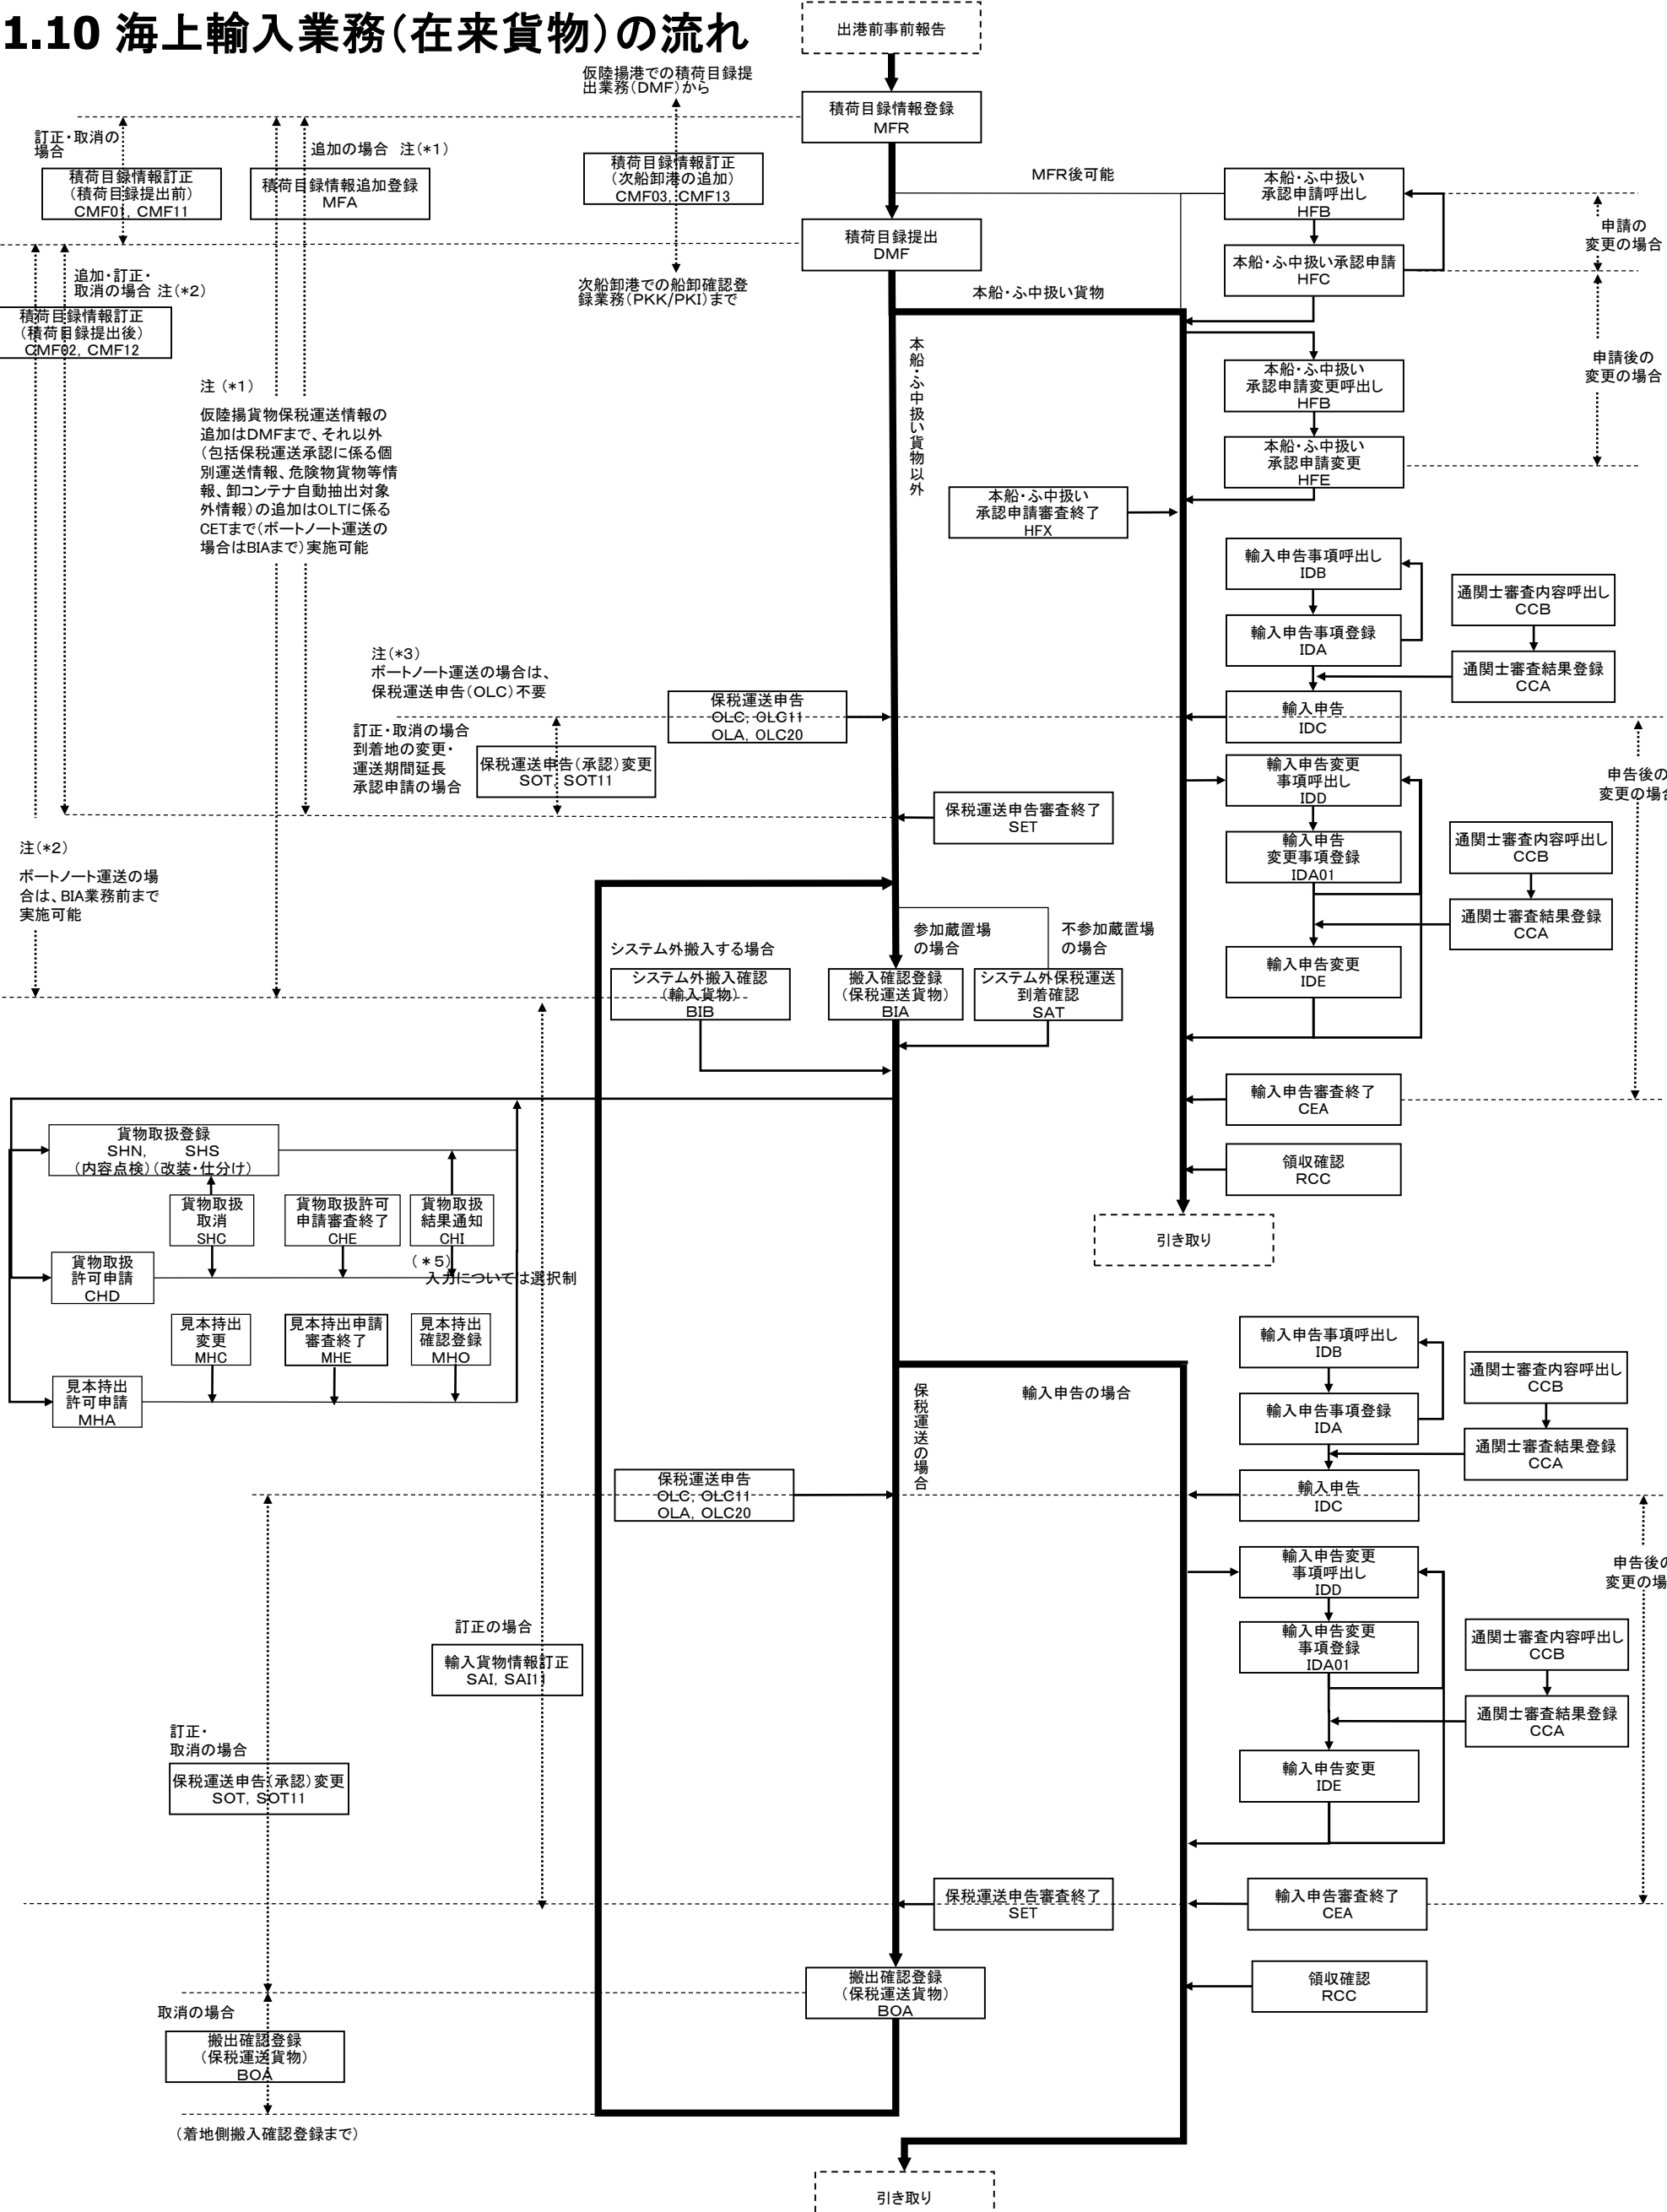 1.10 海上輸入業務(在来貨物)の流れ
出港前事前報告
仮陸揚港での積荷目録提
出業務(DMF)から
積荷目録情報登録
MFR
訂正・取消の
場合
追加の場合 注(*1)
積荷目録情報訂正
(積荷目録提出前)
CMF01, CMF11
積荷目録情報追加登録
MFA
積荷目録情報訂正
(次船卸港の追加)
CMF03, CMF13
MFR後可能
本船・ふ中扱い
承認申請呼出し
HFB
申請の
変更の場合
積荷目録提出
DMF
本船・ふ中扱い承認申請
HFC
追加・訂正・
取消の場合 注(*2)
次船卸港での船卸確認登
録業務(PKK/PKI)まで
本船・ふ中扱い貨物
積荷目録情報訂正
(積荷目録提出後)
CMF02, CMF12
本船・ふ中扱い貨物以外
本船・ふ中扱い
承認申請変更呼出し
HFB
申請後の
変更の場合
注 (*1)
仮陸揚貨物保税運送情報の
追加はDMFまで、それ以外
(包括保税運送承認に係る個
別運送情報、危険物貨物等情
報、卸コンテナ自動抽出対象
外情報)の追加はOLTに係る
CETまで(ボートノート運送の
場合はBIAまで)実施可能
本船・ふ中扱い
承認申請変更
HFE
本船・ふ中扱い
承認申請審査終了
HFX
輸入申告事項呼出し
IDB
通関士審査内容呼出し
CCB
輸入申告事項登録
IDA
通関士審査結果登録
CCA
注(*3)
ボートノート運送の場合は、
保税運送申告(OLC)不要
保税運送申告
OLC, OLC11
OLA, OLC20
輸入申告
IDC
訂正・取消の場合
到着地の変更・
運送期間延長
承認申請の場合
保税運送申告(承認)変更
SOT, SOT11
輸入申告変更
事項呼出し
IDD
申告後の
変更の場合
保税運送申告審査終了
SET
輸入申告
変更事項登録
IDA01
通関士審査内容呼出し
CCB
注(*2)
ボートノート運送の場
合は、BIA業務前まで
実施可能
通関士審査結果登録
CCA
システム外搬入する場合
参加蔵置場
の場合
不参加蔵置場
の場合
輸入申告変更
IDE
システム外搬入確認
(輸入貨物)
BIB
搬入確認登録
(保税運送貨物)
BIA
システム外保税運送
到着確認
SAT
輸入申告審査終了
CEA
貨物取扱登録
SHN, SHS
(内容点検)(改装・仕分け)
領収確認
RCC
貨物取扱
取消
SHC
貨物取扱許可
申請審査終了
CHE
貨物取扱
結果通知
CHI
引き取り
貨物取扱
許可申請
CHD
(*5)
入力については選択制
見本持出
変更
MHC
見本持出申請
審査終了
MHE
見本持出
確認登録
MHO
輸入申告事項呼出し
IDB
通関士審査内容呼出し
CCB
見本持出
許可申請
MHA
保税運送の場合
輸入申告の場合
輸入申告事項登録
IDA
通関士審査結果登録
CCA
保税運送申告
OLC, OLC11
OLA, OLC20
輸入申告
IDC
輸入申告変更
事項呼出し
IDD
申告後の
変更の場
訂正の場合
輸入貨物情報訂正
SAI, SAI11
輸入申告変更
事項登録
IDA01
通関士審査内容呼出し
CCB
通関士審査結果登録
CCA
訂正・
取消の場合
保税運送申告(承認)変更
SOT, SOT11
輸入申告変更
IDE
保税運送申告審査終了
SET
輸入申告審査終了
CEA
搬出確認登録
(保税運送貨物)
BOA
領収確認
RCC
取消の場合
搬出確認登録
(保税運送貨物)
BOA
(着地側搬入確認登録まで)
引き取り